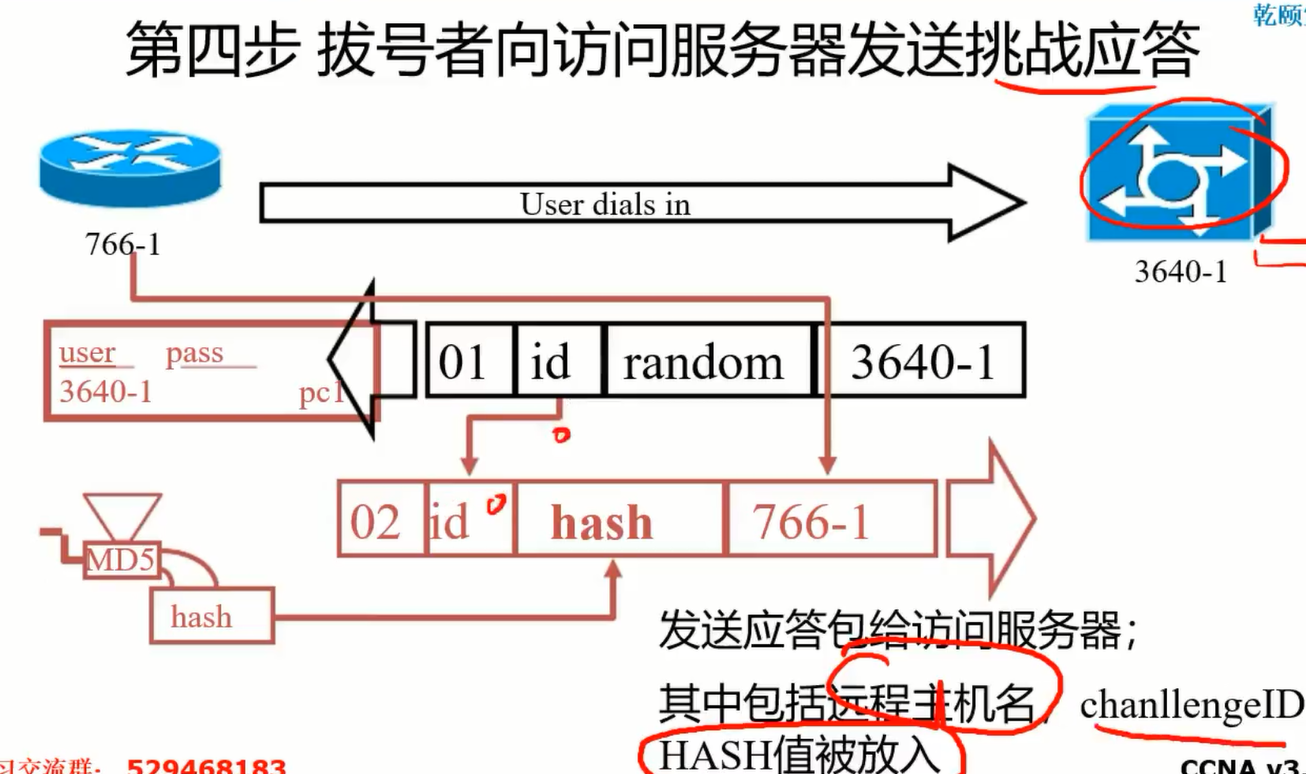 乾颐
第四步 拔号者向访问服务器发送挑战应答
User dials in
766-1
3640-1
user pass
3640-1 pc1
01 id random 3640-1
02 id hash 766-1
MD5
hash
发送应答包给访问服务器；
其中包括远程主机名，chanllengeID
HASH值被放入
习交流群： 529468183
CCNA v3.